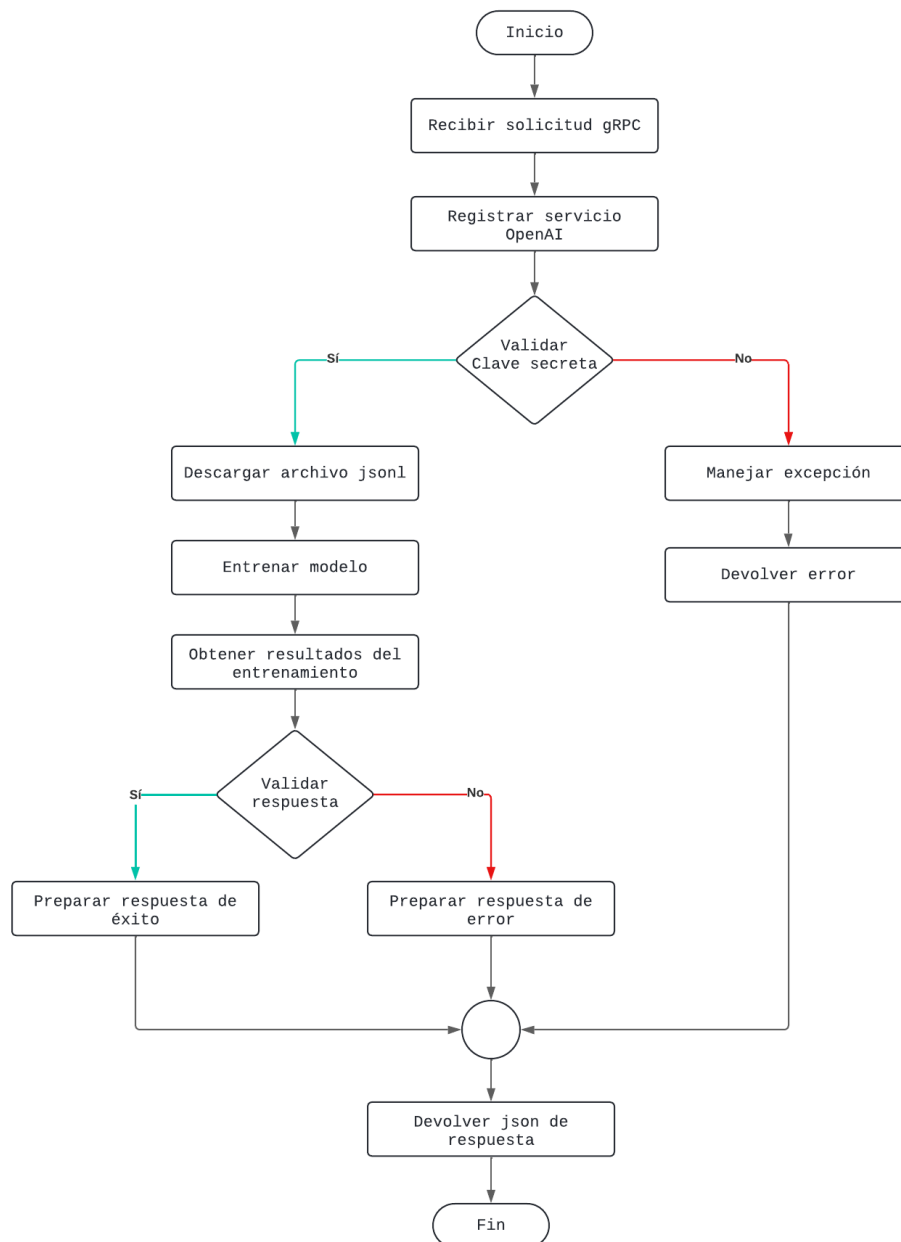 Inicio
Recibir solicitud gRPC
Registrar servicio
OpenAI
Validar
Clave secreta
Sí
No
Descargar archivo jsonl
Manejar excepción
Entrenar modelo
Devolver error
Obtener resultados del
entrenamiento
Validar
respuesta
Sí
No
Preparar respuesta de
éxito
Preparar respuesta de
error
Devolver json de
respuesta
Fin